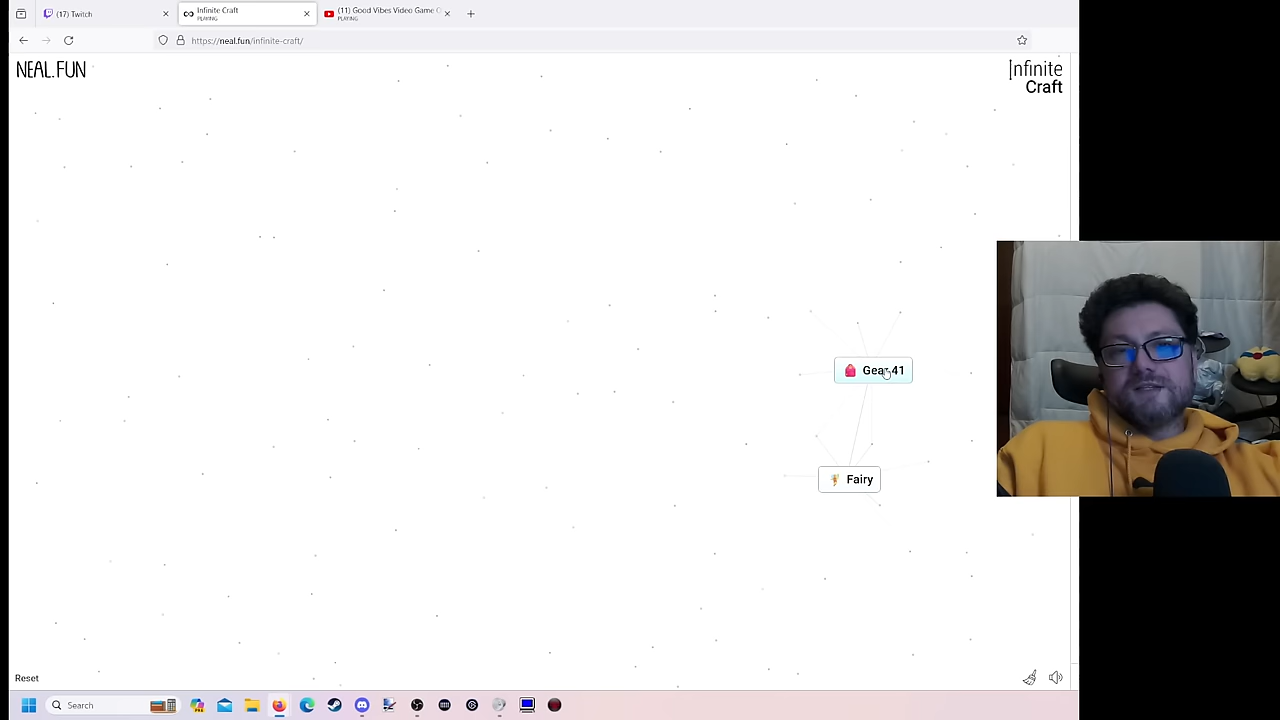 (17) Twitch
Infinite Craft
PLAYING
(11) Good Vibes Video Game
PLAYING
https://neal.fun/infinite-craft/
NEAL.FUN
Infinite
Craft
Gear 41
Fairy
Reset
Search